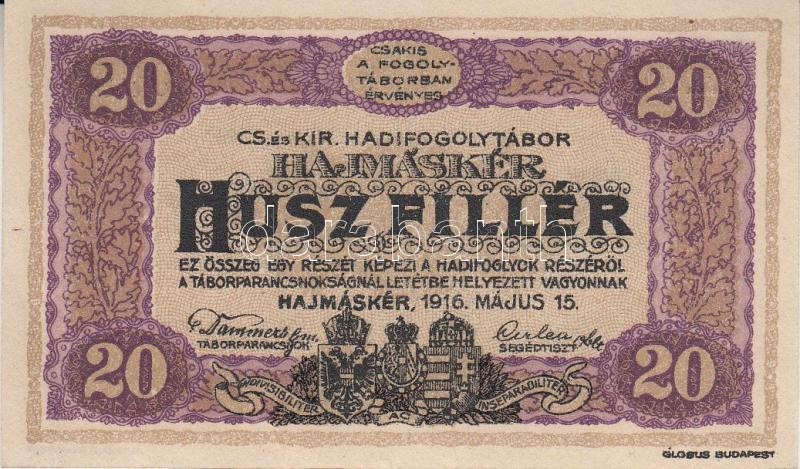 CSAKIS
A FOGOLY-
TÁBORBAN
ÉRVÉNYES
20 20
CS. ÉS KIR. HADIFOGOLYTÁBOR
HAJMÁSKÉR
HUSZ FILLÉR
EZ ÖSSZEG EGY RÉSZÉT KÉPEZI A HADIFOGLYOK RÉSZÉRŐL
A TÁBORPARANCSNOKSÁGNÁL LETÉTBE HELYEZETT VAGYONNAK
HAJMÁSKÉR, 1916. MÁJUS 15.
TÁBORPARANCSNOK SEGÉDTISZT
20 20
INDIVISIBILITER AC INSEPARABILITER
GLOBUS BUDAPEST
darabanth